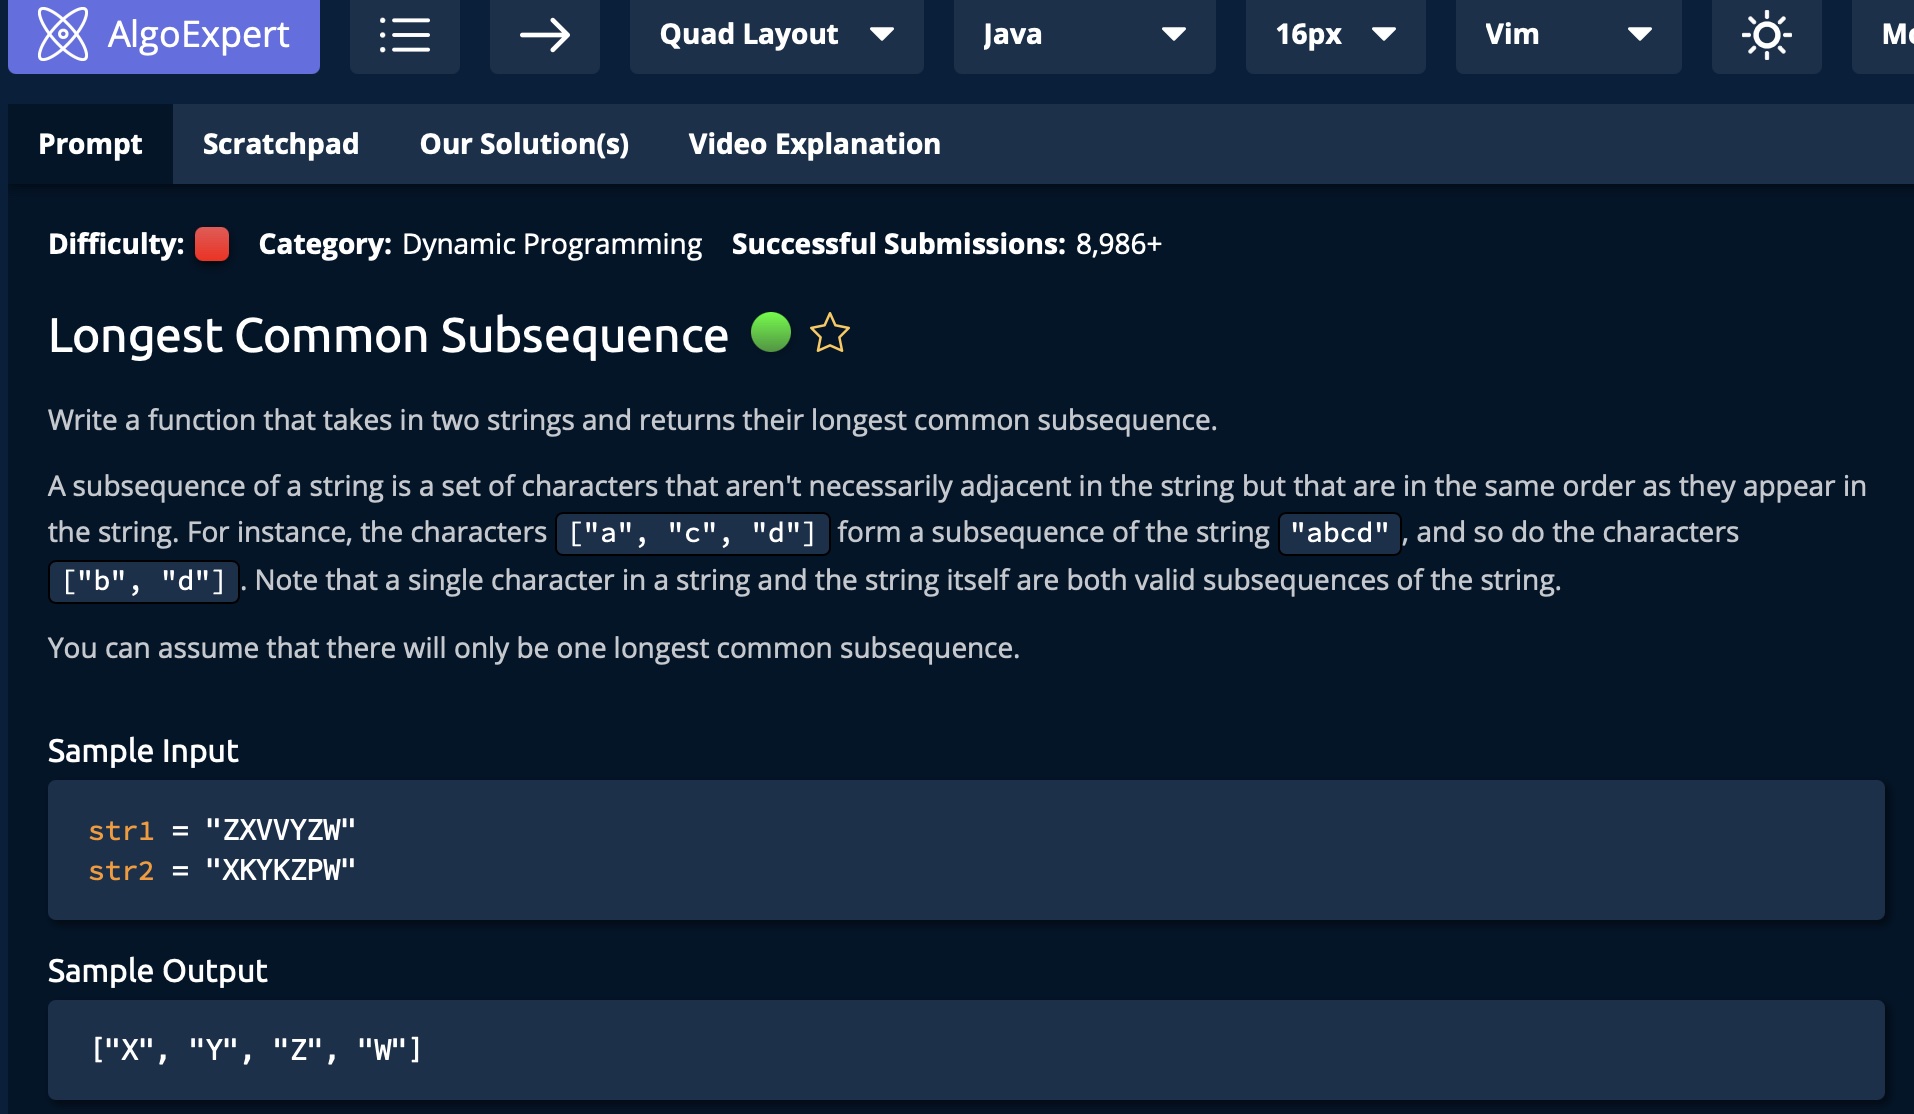 AlgoExpert Quad Layout Java 16px Vim
Prompt Scratchpad Our Solution(s) Video Explanation
Difficulty: Category: Dynamic Programming Successful Submissions: 8,986+
Longest Common Subsequence
Write a function that takes in two strings and returns their longest common subsequence.
A subsequence of a string is a set of characters that aren't necessarily adjacent in the string but that are in the same order as they appear in
the string. For instance, the characters ["a", "c", "d"] form a subsequence of the string "abcd", and so do the characters
["b", "d"]. Note that a single character in a string and the string itself are both valid subsequences of the string.
You can assume that there will only be one longest common subsequence.
Sample Input
str1 = "ZXVVYZW"
str2 = "XKYKZPW"
Sample Output
["X", "Y", "Z", "W"]